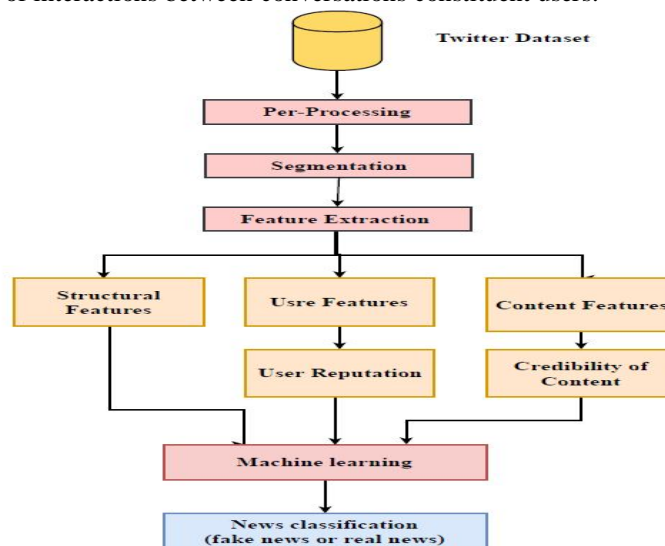 of interactions between conversations constituent users.
Twitter Dataset
Per-Processing
Segmentation
Feature Extraction
Structural
Features
Usre Features
Content Features
User Reputation
Credibility of
Content
Machine learning
News classification
(fake news or real news)